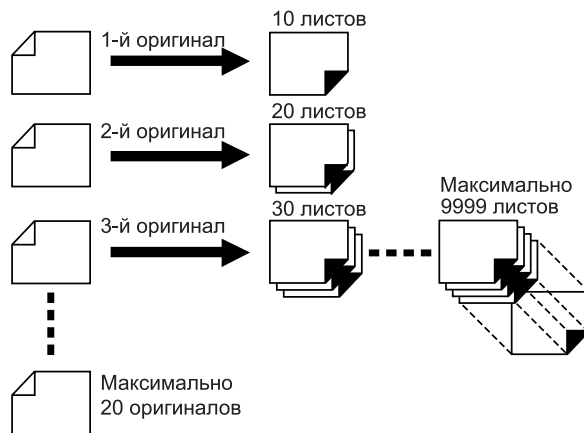 1-й оригинал
10 листов
2-й оригинал
20 листов
3-й оригинал
30 листов
Максимально
9999 листов
Максимально
20 оригиналов